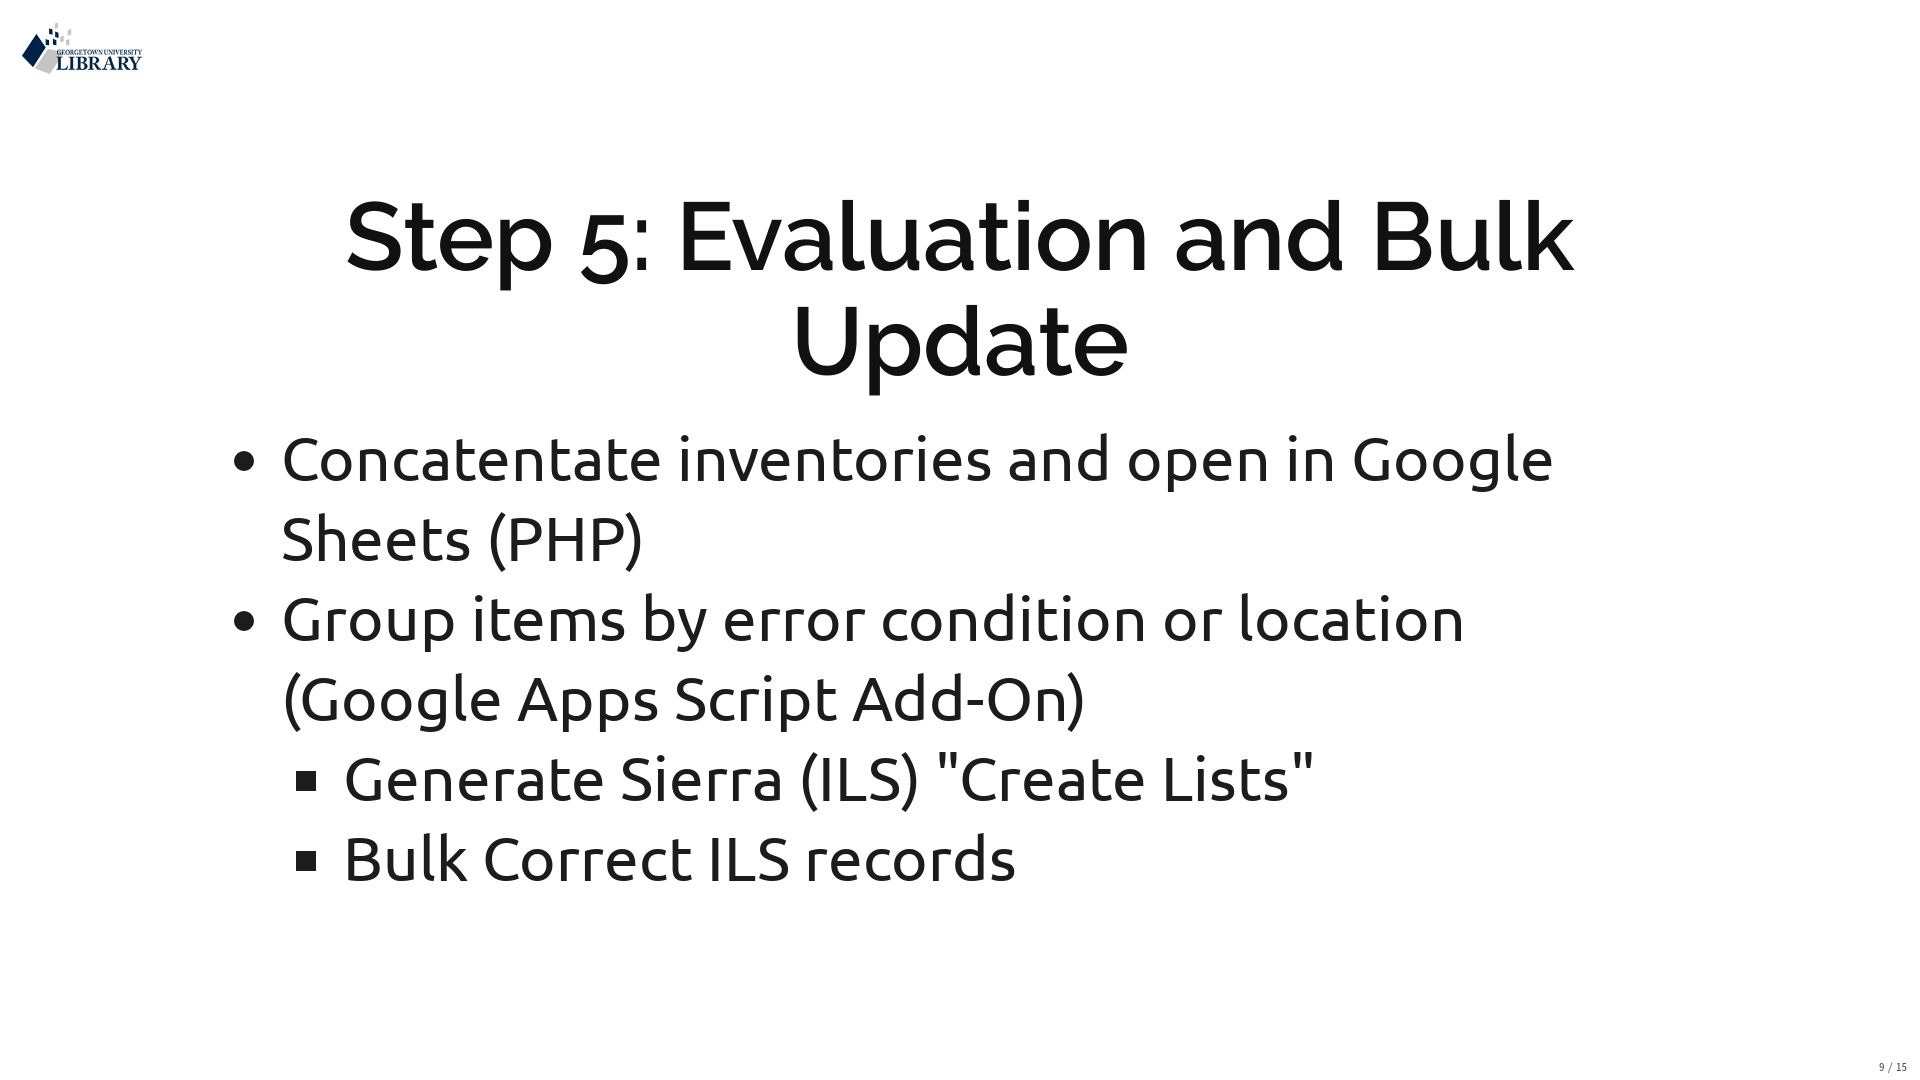 GEORGETOWN UNIVERSITY
LIBRARY
Step 5: Evaluation and Bulk
Update
Concatentate inventories and open in Google
Sheets (PHP)
Group items by error condition or location
(Google Apps Script Add-On)
Generate Sierra (ILS) "Create Lists"
Bulk Correct ILS records
9 / 15